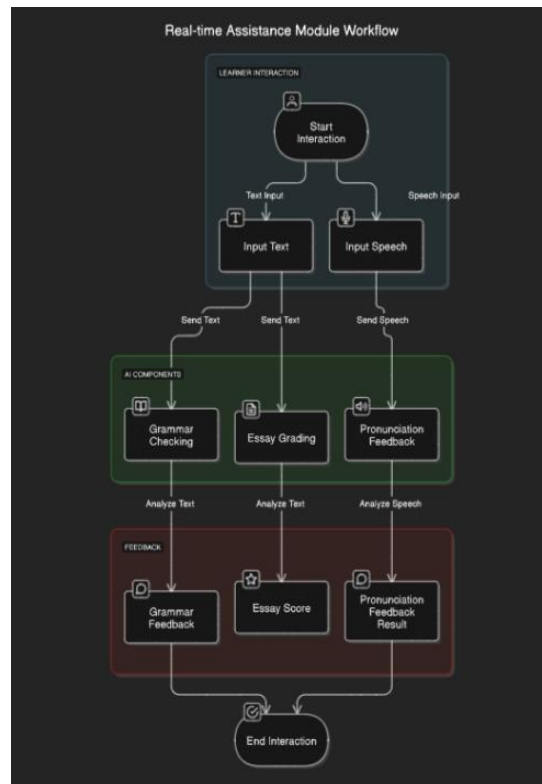 Real-time Assistance Module Workflow
LEARNER INTERACTION
Start
Interaction
Text Input
Speech Input
Input Text
Input Speech
Send Text
Send Text
Send Speech
AI COMPONENTS
Grammar
Checking
Essay Grading
Pronunciation
Feedback
Analyze Text
Analyze Text
Analyze Speech
FEEDBACK
Grammar
Feedback
Essay Score
Pronunciation
Feedback
Result
End Interaction